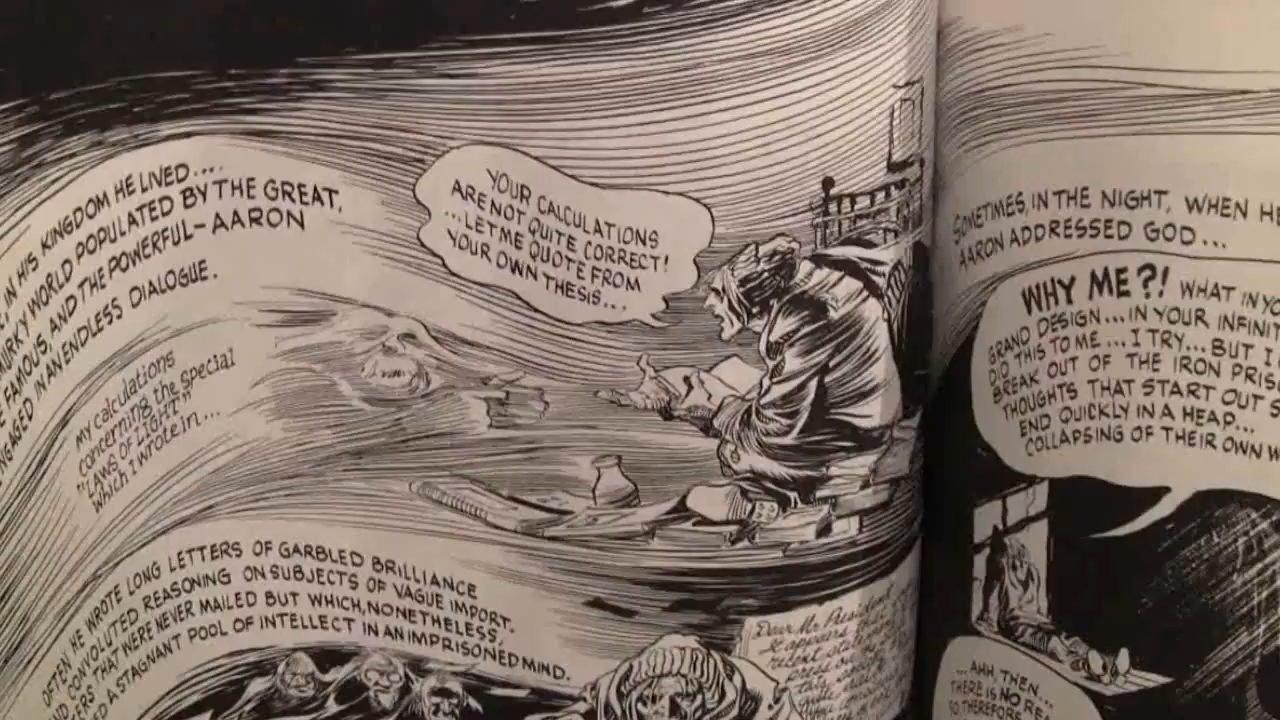 IN HIS KINGDOM HE LIVED....
MURKY WORLD POPULATED BY THE GREAT,
FAMOUS, AND THE POWERFUL—AARON
ENGAGED IN AN ENDLESS DIALOGUE.
my calculations
concerning the special
"LAWS OF LIGHT"
which I wrote in...
YOUR CALCULATIONS
ARE NOT QUITE CORRECT!
...LET ME QUOTE FROM
YOUR OWN THESIS...
OFTEN HE WROTE LONG LETTERS OF GARBLED BRILLIANCE
AND CONVOLUTED REASONING ON SUBJECTS OF VAGUE IMPORT.
THAT WERE NEVER MAILED BUT WHICH, NONETHELESS,
A STAGNANT POOL OF INTELLECT IN AN IMPRISONED MIND.
Dear Mr. President
SOMETIMES, IN THE NIGHT, WHEN
AARON ADDRESSED GOD...
WHY ME?! WHAT IN
GRAND DESIGN...IN YOUR
DID THIS TO ME...I TRY...BUT I
BREAK OUT OF THE IRON
THOUGHTS THAT START OUT
END QUICKLY IN A HEAP...
COLLAPSING OF THEIR OWN
...AHH, THEN..
THERE IS NO
SO THEREFORE